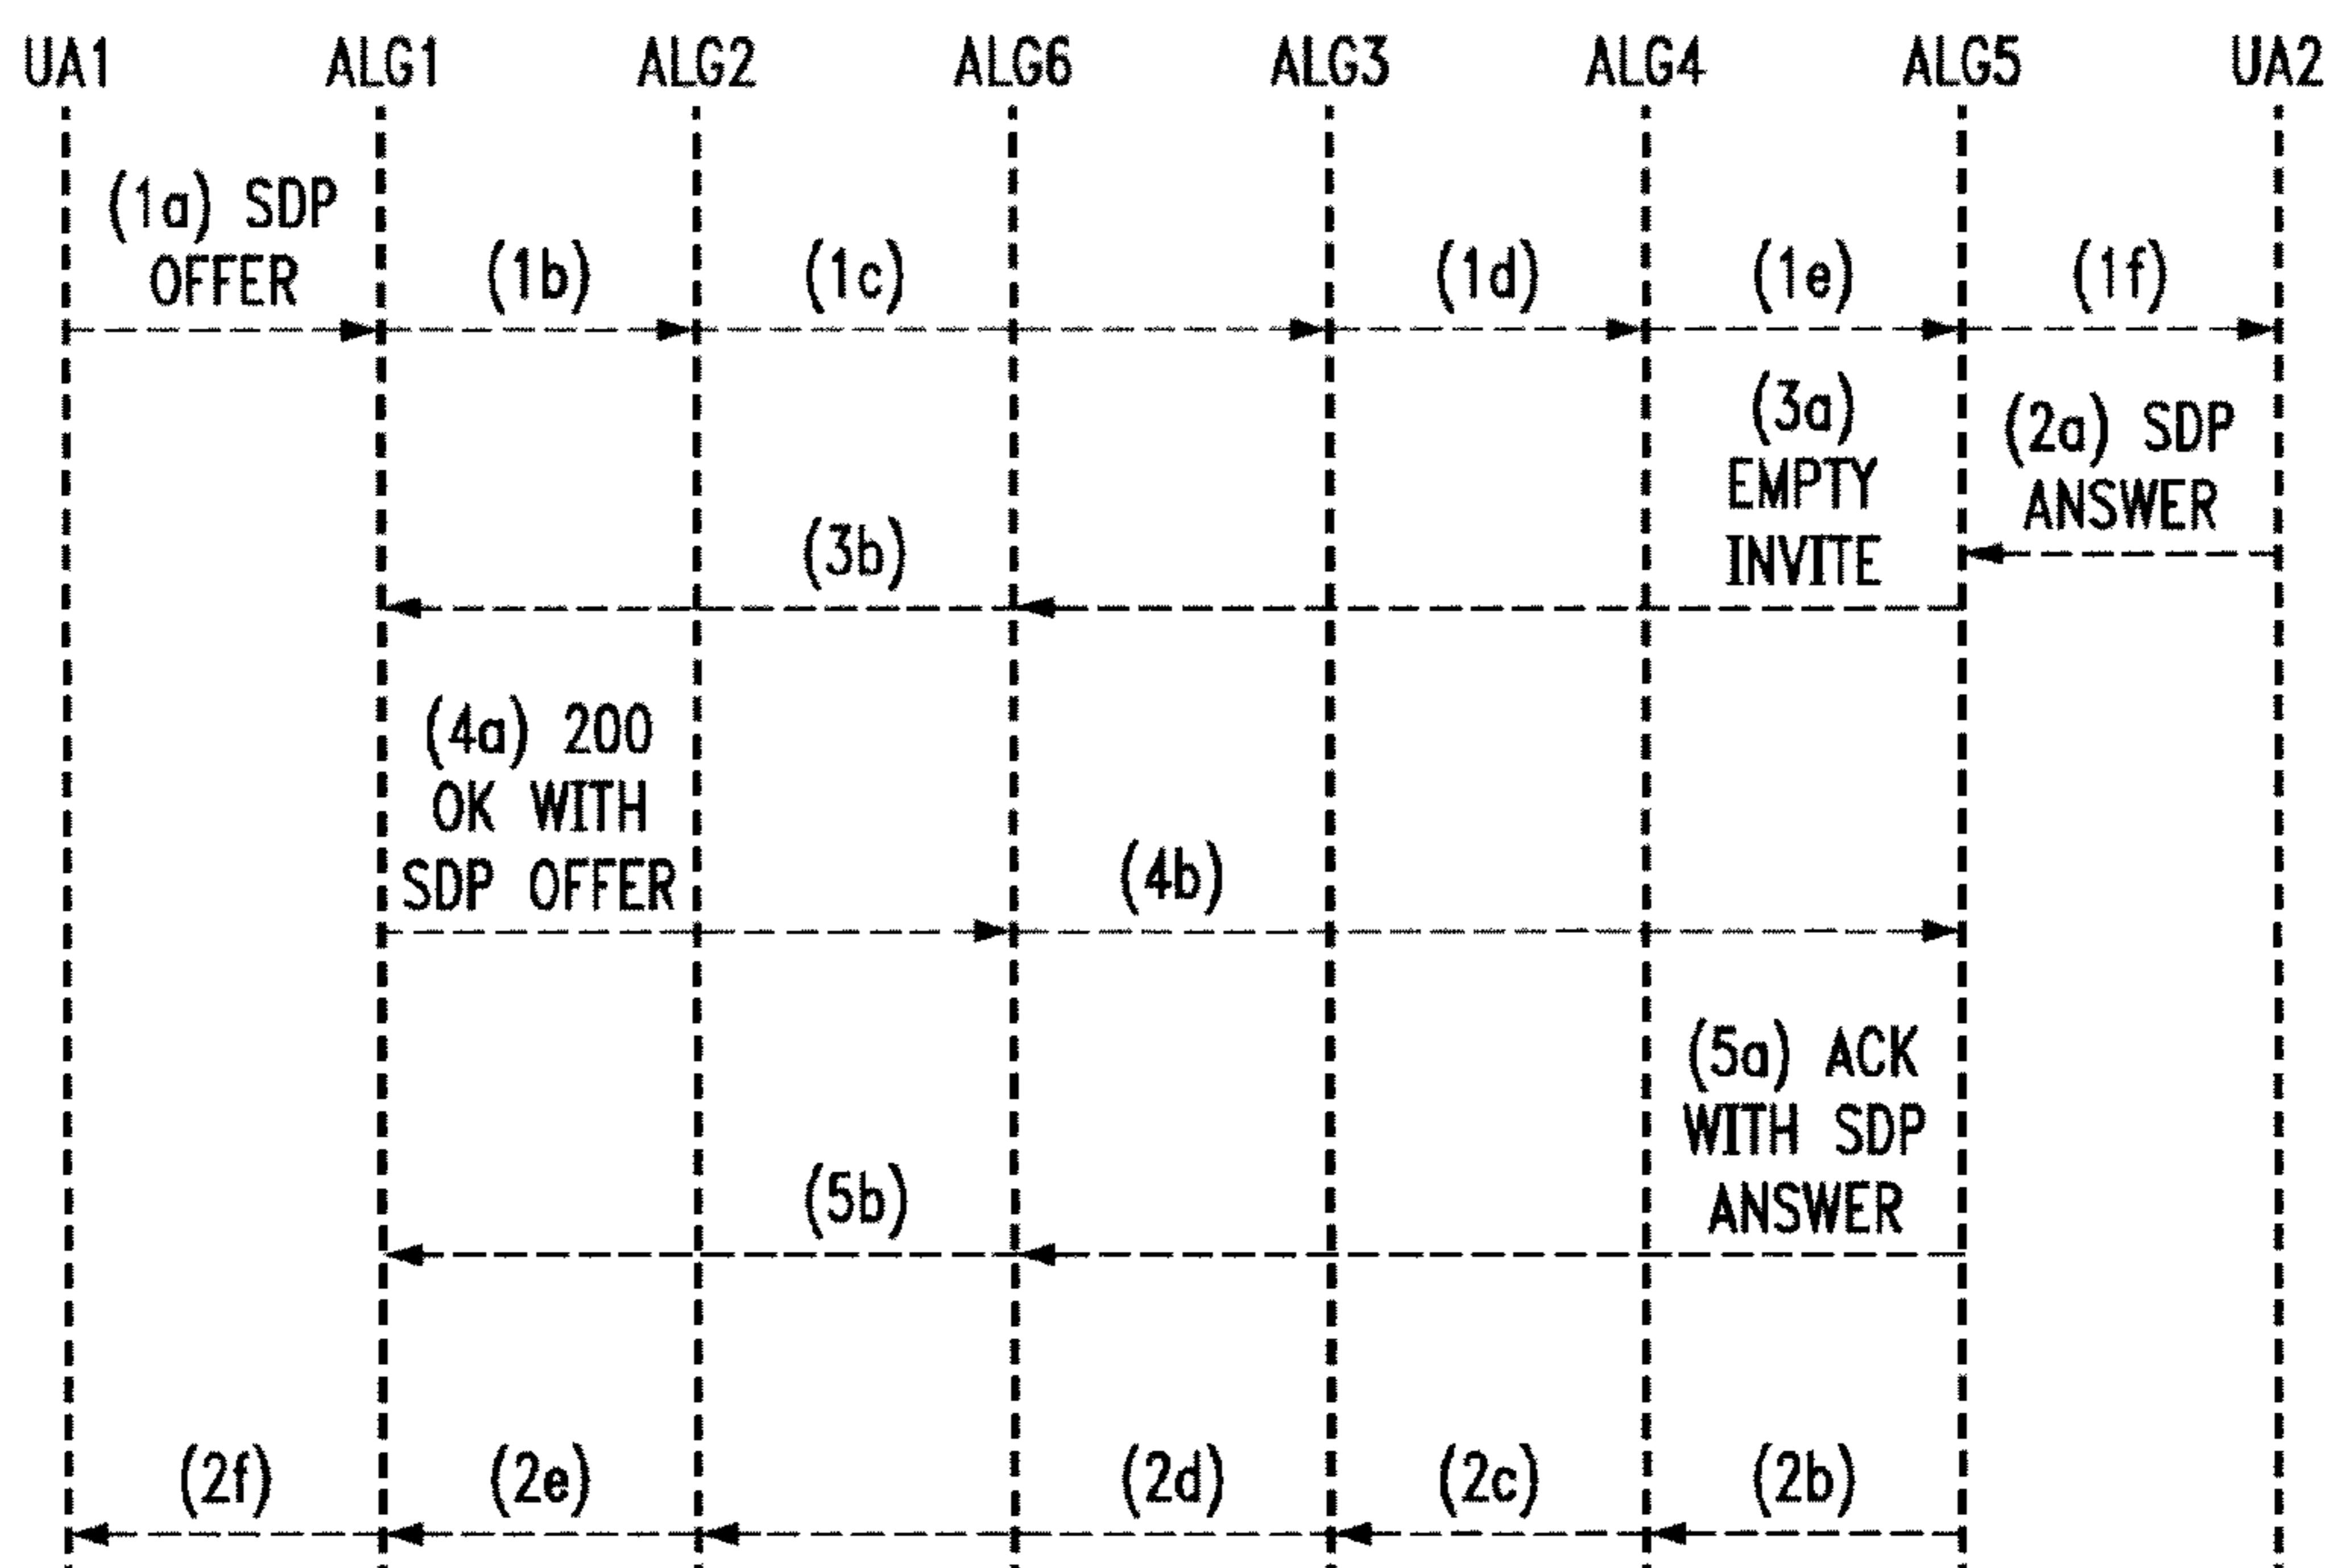 UA1 ALG1 ALG2 ALG6 ALG3 ALG4 ALG5 UA2
(1a) SDP
OFFER
(1b)
(1c)
(1d)
(1e)
(1f)
(2a) SDP
ANSWER
(3a)
EMPTY
INVITE
(3b)
(4a) 200
OK WITH
SDP OFFER
(4b)
(5a) ACK
WITH SDP
ANSWER
(5b)
(2f)
(2e)
(2d)
(2c)
(2b)